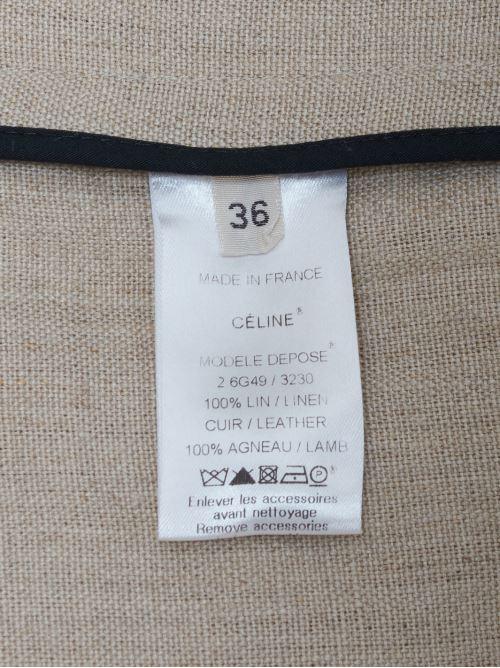 36
MADE IN FRANCE
CÉLINE®
MODELE DEPOSE®
2 6G49 / 3230
100% LIN / LINEN
CUIR / LEATHER
100% AGNEAU / LAMB
P®
Enlever les accessoires
avant nettoyage
Remove accessories